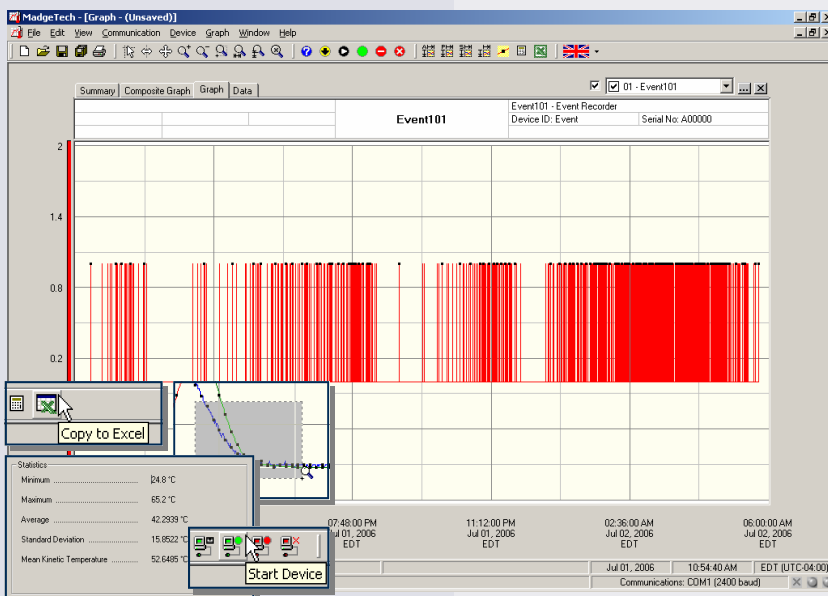 MadgeTech - [Graph - (Unsaved)]
File Edit View Communication Device Graph Window Help
Summary Composite Graph Graph Data
01 - Event101
...
Event101
Event101 - Event Recorder
Device ID: Event Serial No: A00000
2
1.4
0.8
0.2
Copy to Excel
Statistics
Minimum 24.8 °C
Maximum 65.2 °C
Average 42.2939 °C
Standard Deviation 15.8522 °C
Mean Kinetic Temperature 52.6485 °C
Start Device
07:48:00 PM
Jul 01, 2006
EDT
11:12:00 PM
Jul 01, 2006
EDT
02:36:00 AM
Jul 02, 2006
EDT
06:00:00 AM
Jul 02, 2006
EDT
Jul 01, 2006 10:54:40 AM EDT (UTC-04:00)
Communications: COM1 (2400 baud)